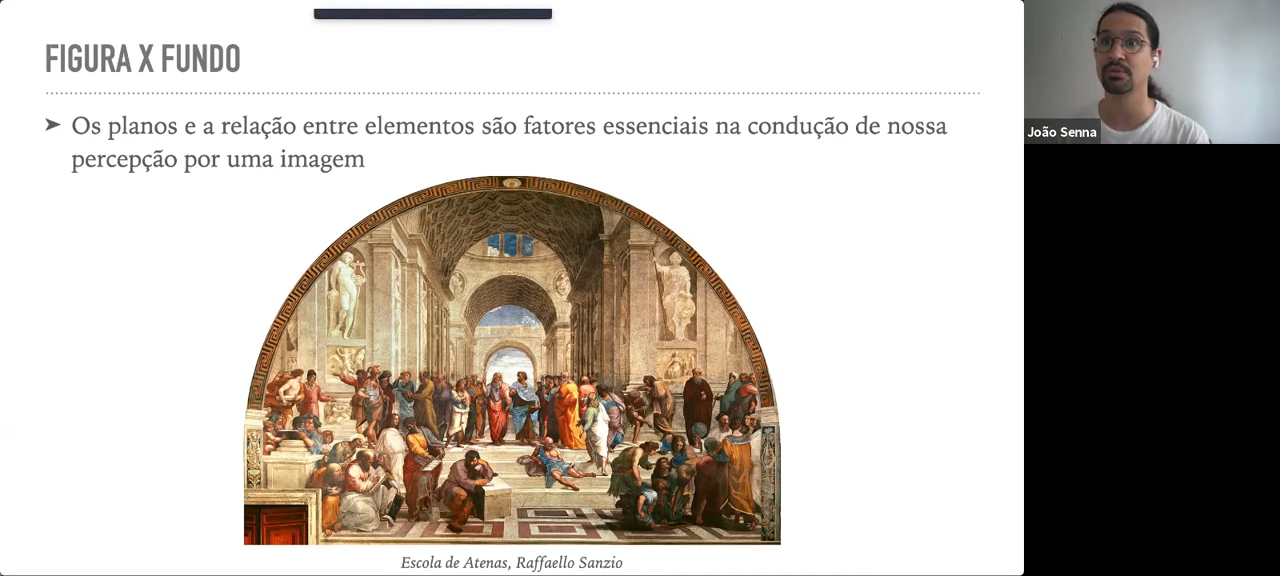 FIGURA X FUNDO
➤ Os planos e a relação entre elementos são fatores essenciais na condução de nossa
percepção por uma imagem
Escola de Atenas, Raffaello Sanzio
João Senna